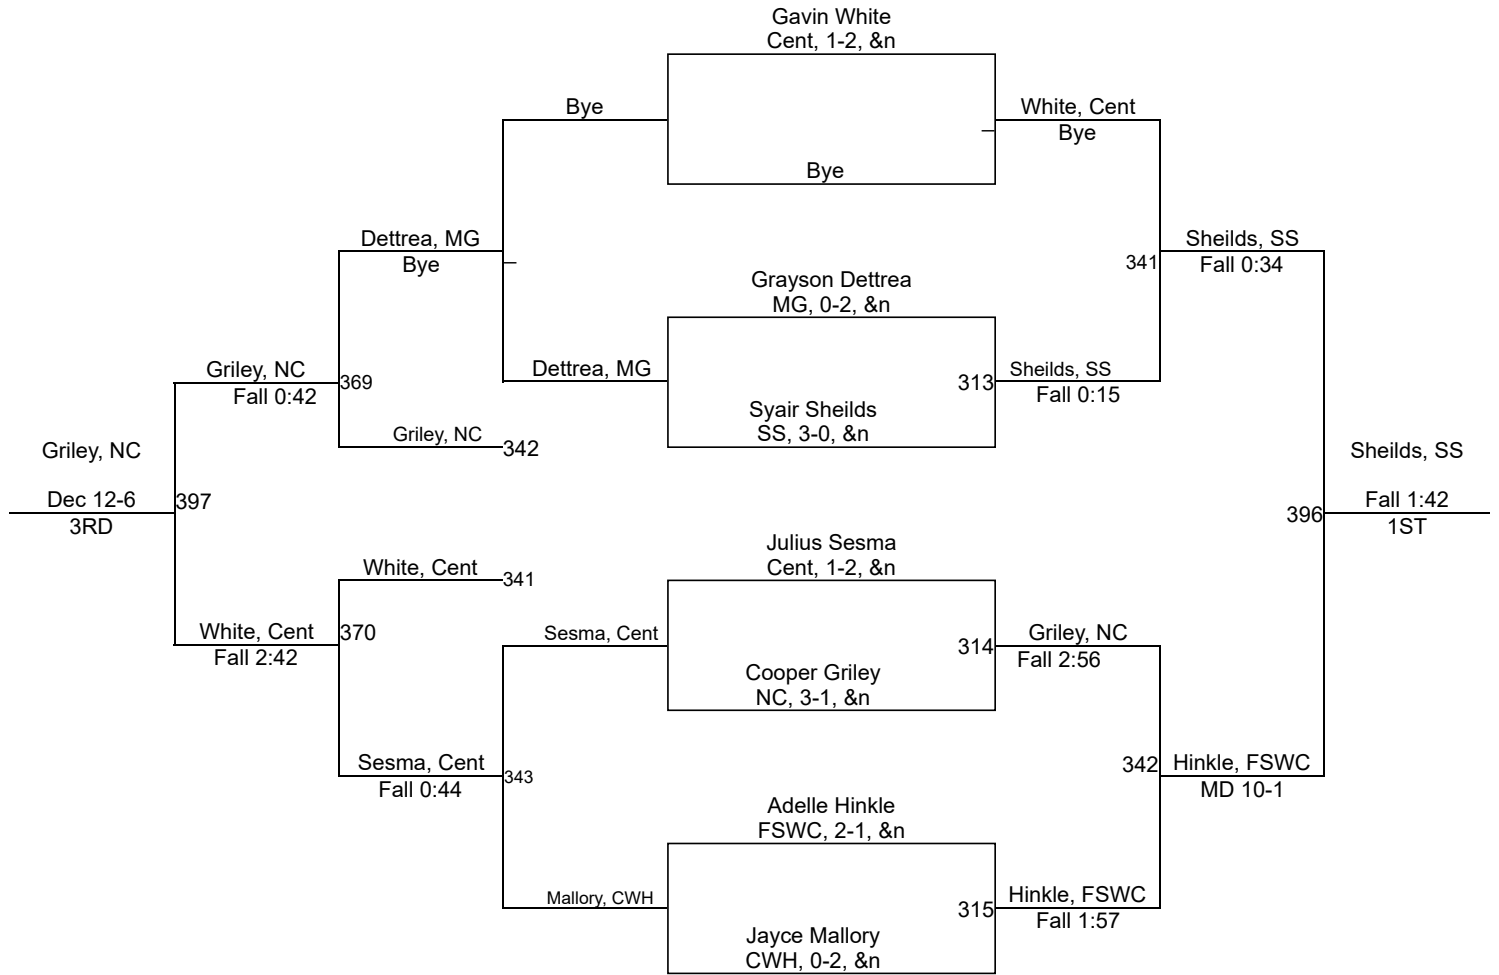 Gavin White
Cent, 1-2, &n
Bye
White, Cent
Bye
Bye
Dettrea, MG
Bye
Sheilds, SS
341
Fall 0:34
Grayson Dettrea
MG, 0-2, &n
Griley, NC
369
Fall 0:42
Dettrea, MG
313
Sheilds, SS
Fall 0:15
Syair Sheilds
SS, 3-0, &n
Griley, NC
342
Griley, NC
Dec 12-6
397
3RD
Sheilds, SS
Fall 1:42
396
1ST
Julius Sesma
Cent, 1-2, &n
White, Cent
341
White, Cent
370
Fall 2:42
Sesma, Cent
314
Griley, NC
Fall 2:56
Cooper Griley
NC, 3-1, &n
Sesma, Cent
343
Fall 0:44
342
Hinkle, FSWC
MD 10-1
Adelle Hinkle
FSWC, 2-1, &n
Mallory, CWH
315
Hinkle, FSWC
Fall 1:57
Jayce Mallory
CWH, 0-2, &n